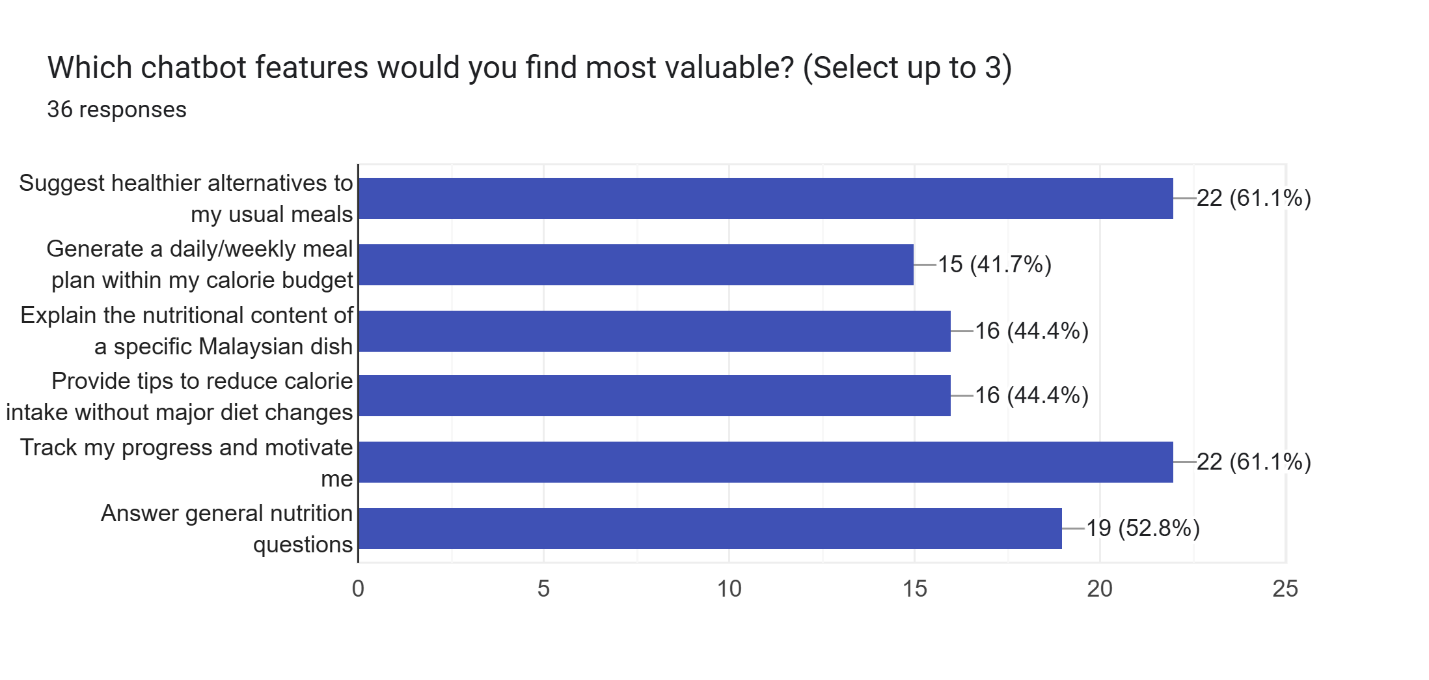 Which chatbot features would you find most valuable? (Select up to 3)
36 responses
Suggest healthier alternatives to
my usual meals
22 (61.1%)
Generate a daily/weekly meal
plan within my calorie budget
15 (41.7%)
Explain the nutritional content of
a specific Malaysian dish
16 (44.4%)
Provide tips to reduce calorie
intake without major diet changes
16 (44.4%)
Track my progress and motivate
me
22 (61.1%)
Answer general nutrition
questions
19 (52.8%)
0 5 10 15 20 25